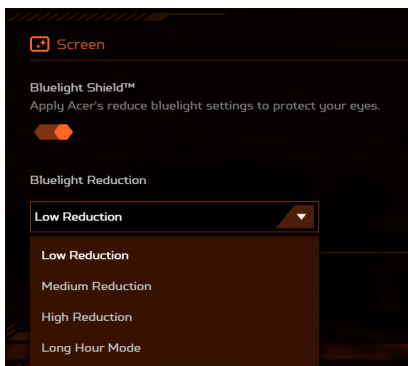 Screen
Bluelight Shield™
Apply Acer's reduce bluelight settings to protect your eyes.
Bluelight Reduction
Low Reduction
Low Reduction
Medium Reduction
High Reduction
Long Hour Mode